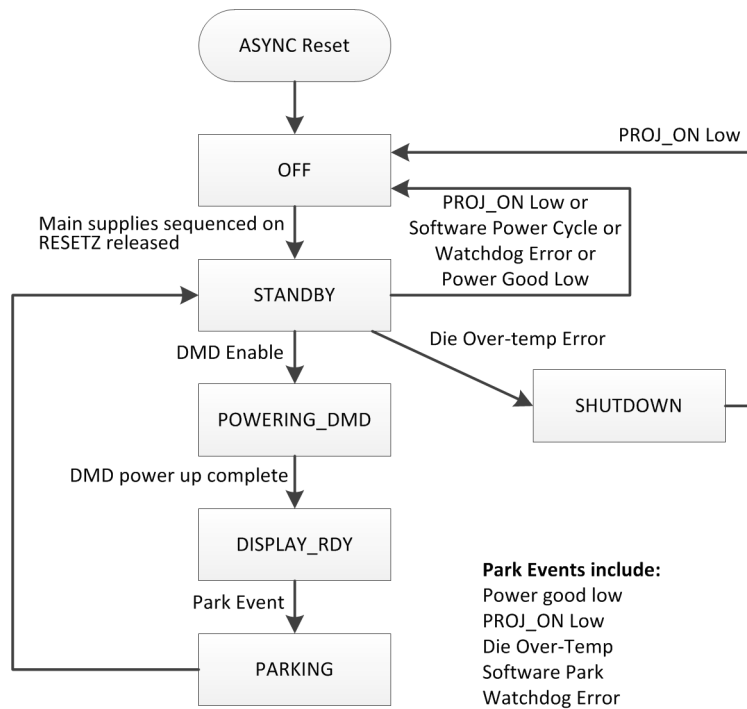 ASYNC Reset
PROJ_ON Low
OFF
PROJ_ON Low or
Software Power Cycle or
Watchdog Error or
Power Good Low
Main supplies sequenced on
RESETZ released
STANDBY
Die Over-temp Error
DMD Enable
SHUTDOWN
POWERING_DMD
DMD power up complete
DISPLAY_RDY
Park Event
PARKING
Park Events include:
Power good low
PROJ_ON Low
Die Over-Temp
Software Park
Watchdog Error